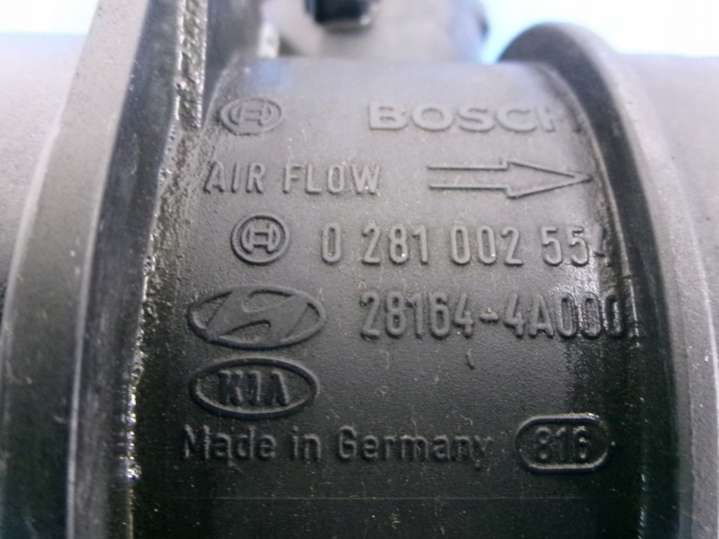 BOSCH
AIR FLOW
0 281 002 554
28164-4A000
KIA
Made in Germany 816